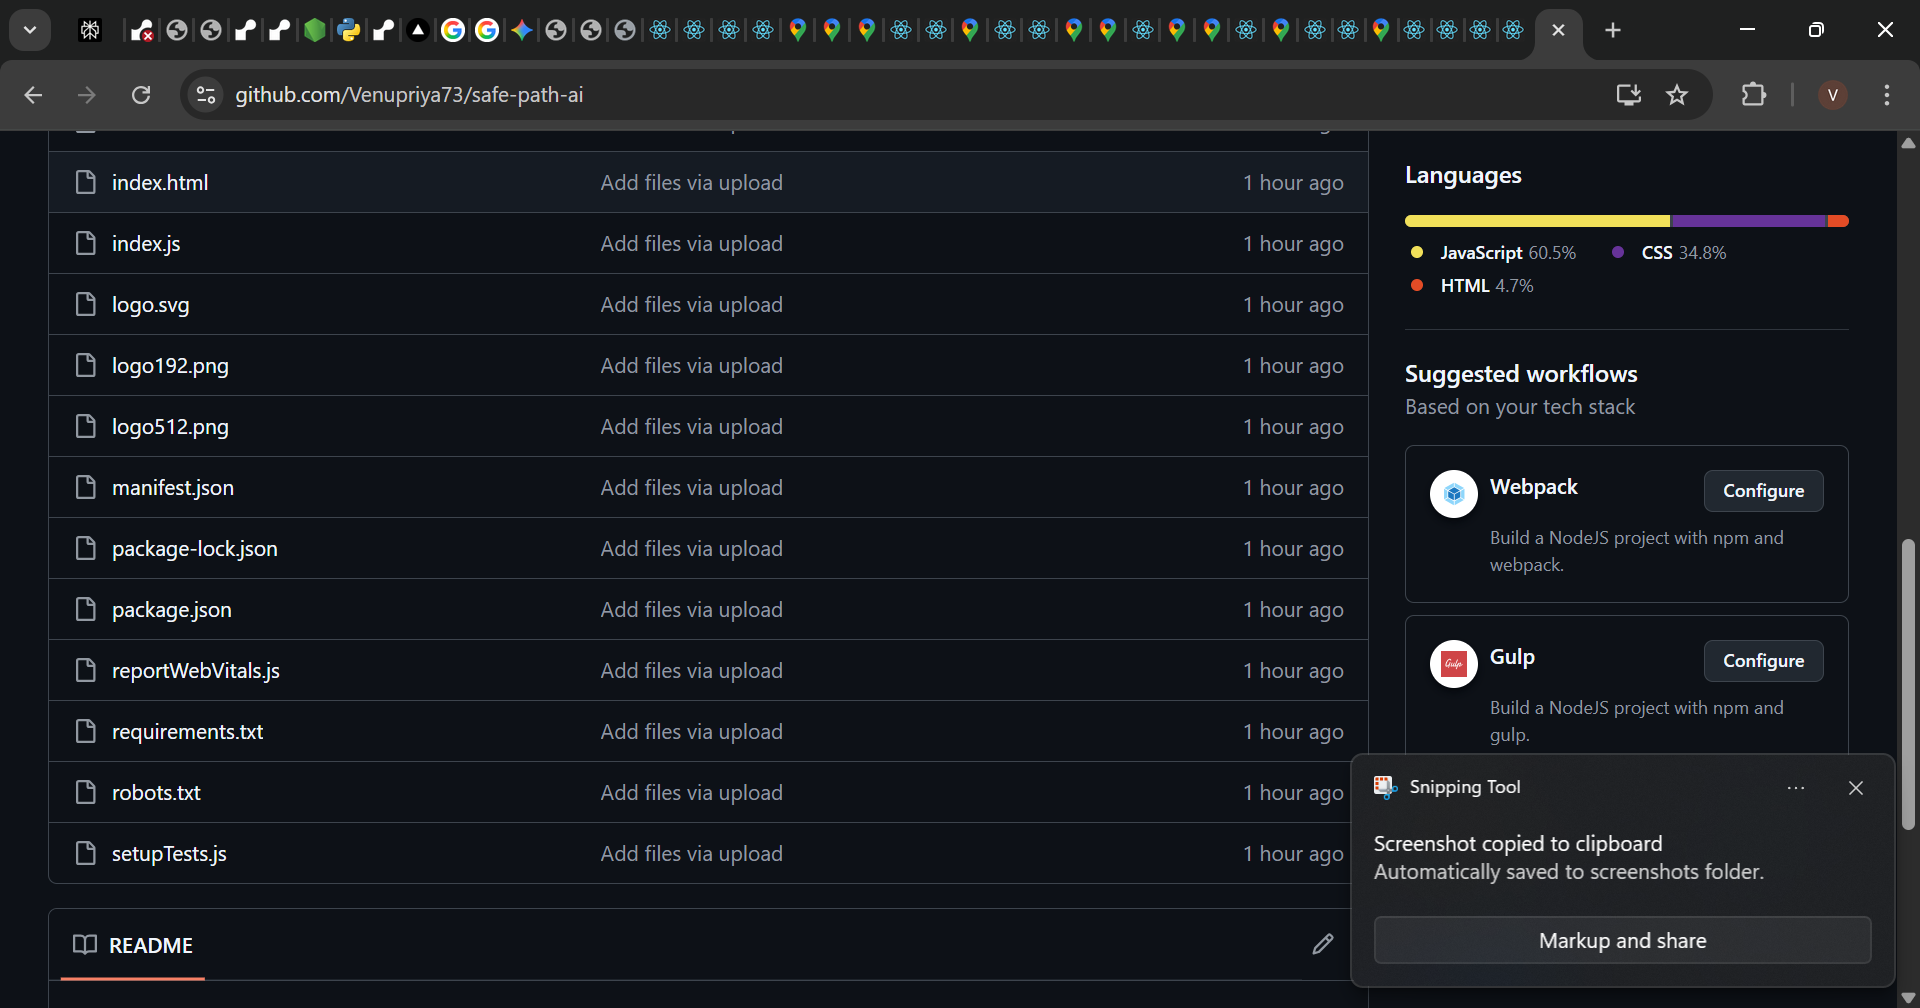 github.com/Venupriya73/safe-path-ai
V
index.html Add files via upload 1 hour ago
index.js Add files via upload 1 hour ago
logo.svg Add files via upload 1 hour ago
logo192.png Add files via upload 1 hour ago
logo512.png Add files via upload 1 hour ago
manifest.json Add files via upload 1 hour ago
package-lock.json Add files via upload 1 hour ago
package.json Add files via upload 1 hour ago
reportWebVitals.js Add files via upload 1 hour ago
requirements.txt Add files via upload 1 hour ago
robots.txt Add files via upload 1 hour ago
setupTests.js Add files via upload 1 hour ago
README
Languages
JavaScript 60.5% CSS 34.8%
HTML 4.7%
Suggested workflows
Based on your tech stack
Webpack
Configure
Build a NodeJS project with npm and
webpack.
Gulp
Gulp
Configure
Build a NodeJS project with npm and
gulp.
Snipping Tool
Screenshot copied to clipboard
Automatically saved to screenshots folder.
Markup and share